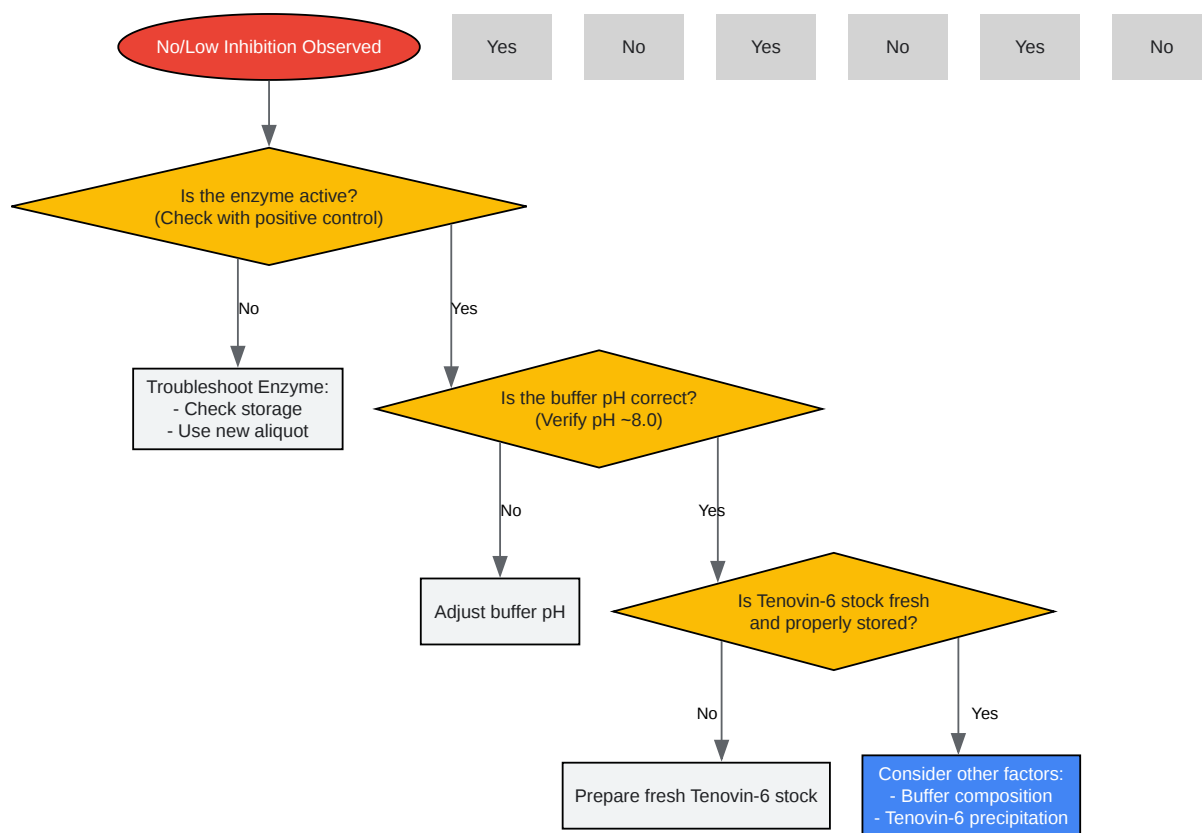 No/Low Inhibition Observed
Yes
No
Yes
No
Yes
No
Is the enzyme active?
(Check with positive control)
No
Yes
Troubleshoot Enzyme:
- Check storage
- Use new aliquot
Is the buffer pH correct?
(Verify pH ~8.0)
No
Yes
Adjust buffer pH
Is Tenovin-6 stock fresh
and properly stored?
No
Yes
Prepare fresh Tenovin-6 stock
Consider other factors:
- Buffer composition
- Tenovin-6 precipitation